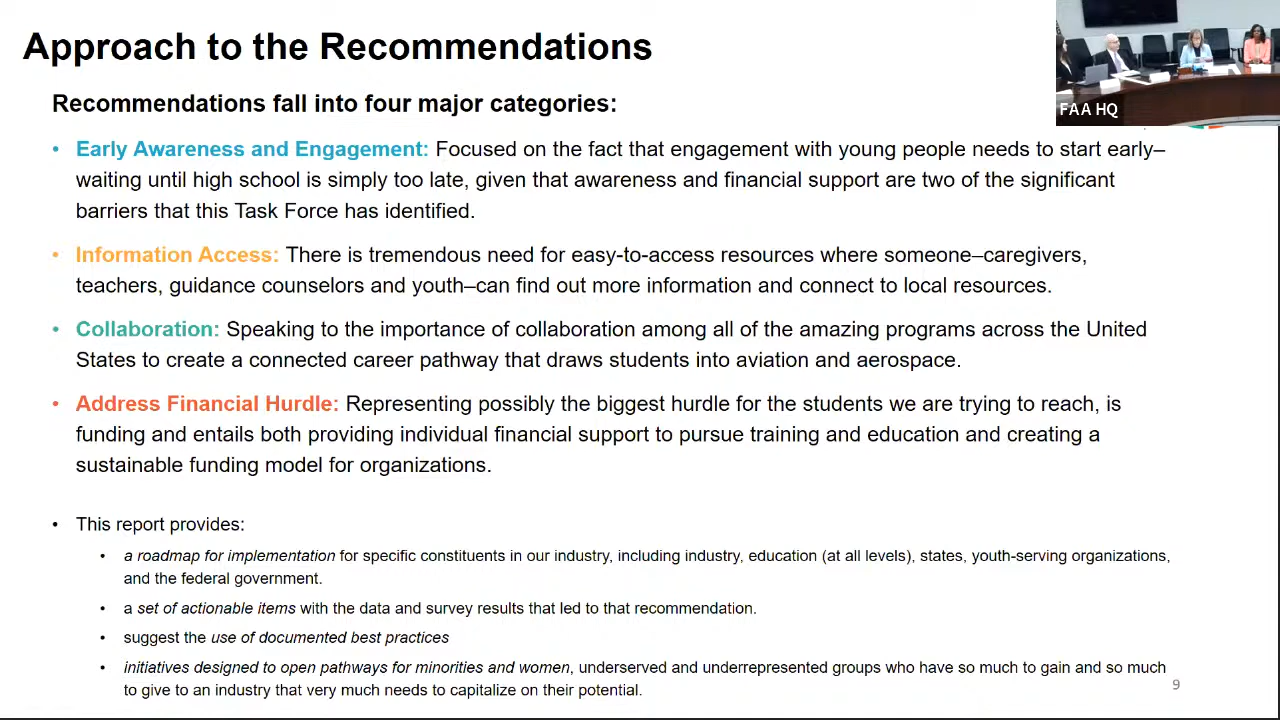 Approach to the Recommendations
FAA HQ
Recommendations fall into four major categories:
• Early Awareness and Engagement: Focused on the fact that engagement with young people needs to start early–
waiting until high school is simply too late, given that awareness and financial support are two of the significant
barriers that this Task Force has identified.
• Information Access: There is tremendous need for easy-to-access resources where someone–caregivers,
teachers, guidance counselors and youth–can find out more information and connect to local resources.
• Collaboration: Speaking to the importance of collaboration among all of the amazing programs across the United
States to create a connected career pathway that draws students into aviation and aerospace.
• Address Financial Hurdle: Representing possibly the biggest hurdle for the students we are trying to reach, is
funding and entails both providing individual financial support to pursue training and education and creating a
sustainable funding model for organizations.
• This report provides:
• a roadmap for implementation for specific constituents in our industry, including industry, education (at all levels), states, youth-serving organizations,
and the federal government.
• a set of actionable items with the data and survey results that led to that recommendation.
• suggest the use of documented best practices
• initiatives designed to open pathways for minorities and women, underserved and underrepresented groups who have so much to gain and so much
to give to an industry that very much needs to capitalize on their potential.
9